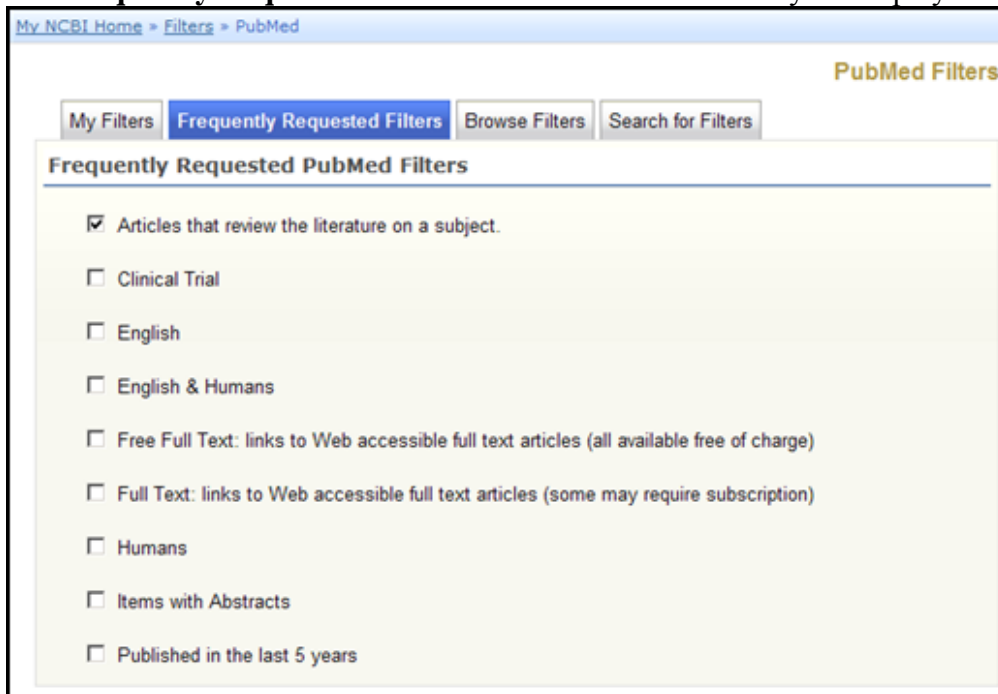 My NCBI Home » Filters » PubMed
PubMed Filters
My Filters Frequently Requested Filters Browse Filters Search for Filters
Frequently Requested PubMed Filters
Articles that review the literature on a subject.
Clinical Trial
English
English & Humans
Free Full Text: links to Web accessible full text articles (all available free of charge)
Full Text: links to Web accessible full text articles (some may require subscription)
Humans
Items with Abstracts
Published in the last 5 years